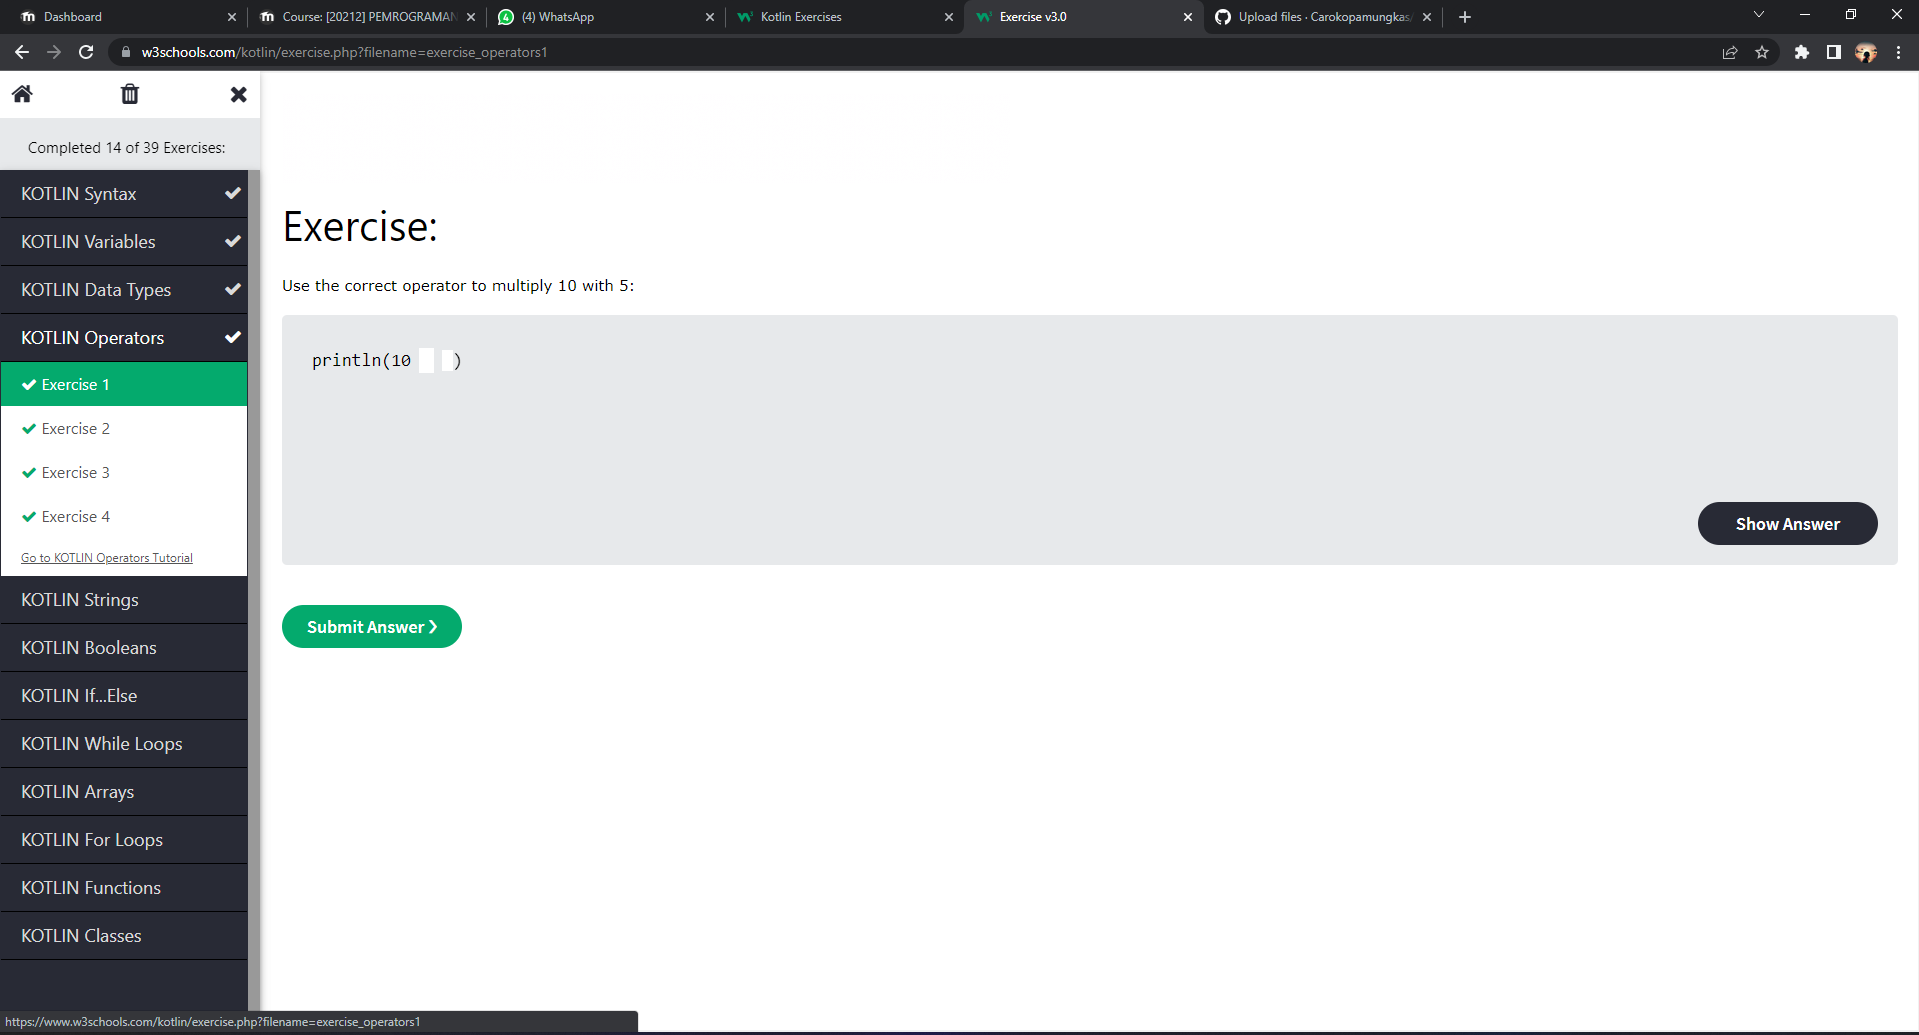 Dashboard
Course: [20212] PEMROGRAMAN
4
(4) WhatsApp
Kotlin Exercises
Exercise v3.0
Upload files · Carokopamungkas/
w3schools.com/kotlin/exercise.php?filename=exercise_operators1
Completed 14 of 39 Exercises:
KOTLIN Syntax
KOTLIN Variables
KOTLIN Data Types
KOTLIN Operators
Exercise 1
Exercise 2
Exercise 3
Exercise 4
Go to KOTLIN Operators Tutorial
KOTLIN Strings
KOTLIN Booleans
KOTLIN If...Else
KOTLIN While Loops
KOTLIN Arrays
KOTLIN For Loops
KOTLIN Functions
KOTLIN Classes
Exercise:
Use the correct operator to multiply 10 with 5:
println(10 )
Show Answer
Submit Answer ❯
https://www.w3schools.com/kotlin/exercise.php?filename=exercise_operators1